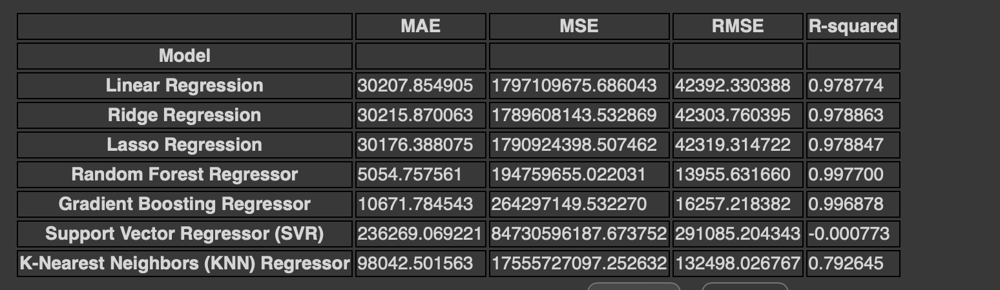 MAE MSE RMSE R-squared
Model
Linear Regression 30207.854905 1797109675.686043 42392.330388 0.978774
Ridge Regression 30215.870063 1789608143.532869 42303.760395 0.978863
Lasso Regression 30176.388075 1790924398.507462 42319.314722 0.978847
Random Forest Regressor 5054.757561 194759655.022031 13955.631660 0.997700
Gradient Boosting Regressor 10671.784543 264297149.532270 16257.218382 0.996878
Support Vector Regressor (SVR) 236269.069221 84730596187.673752 291085.204343 -0.000773
K-Nearest Neighbors (KNN) Regressor 98042.501563 17555727097.252632 132498.026767 0.792645